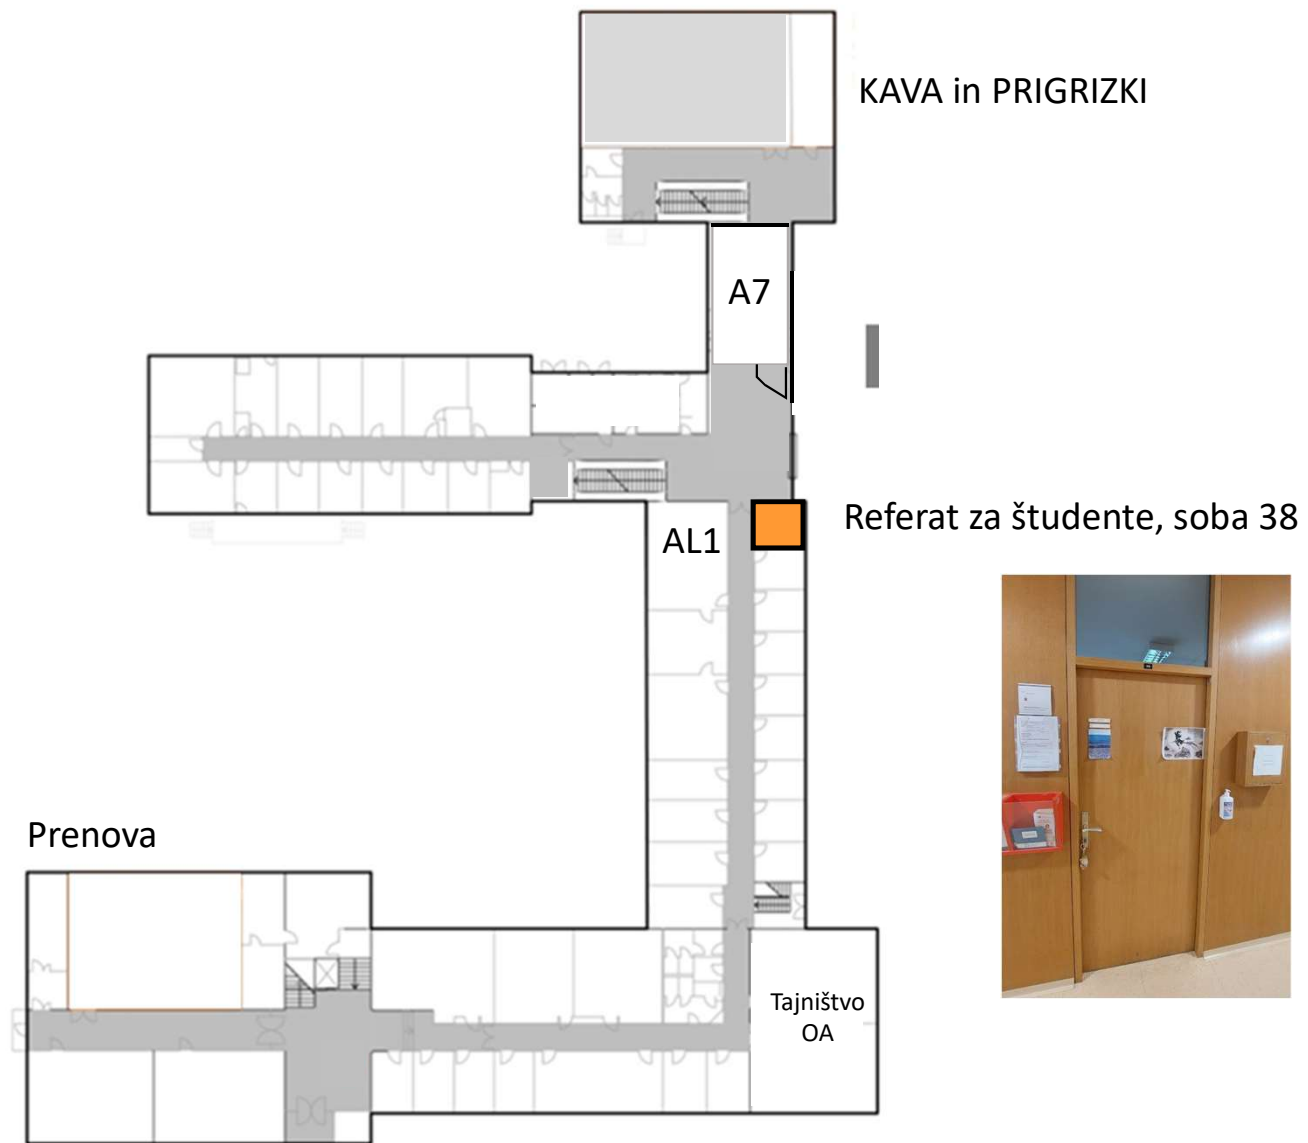 KAVA in PRIGRIZKI
A7
Referat za študente, soba 38
AL1
Prenova
Tajništvo
OA